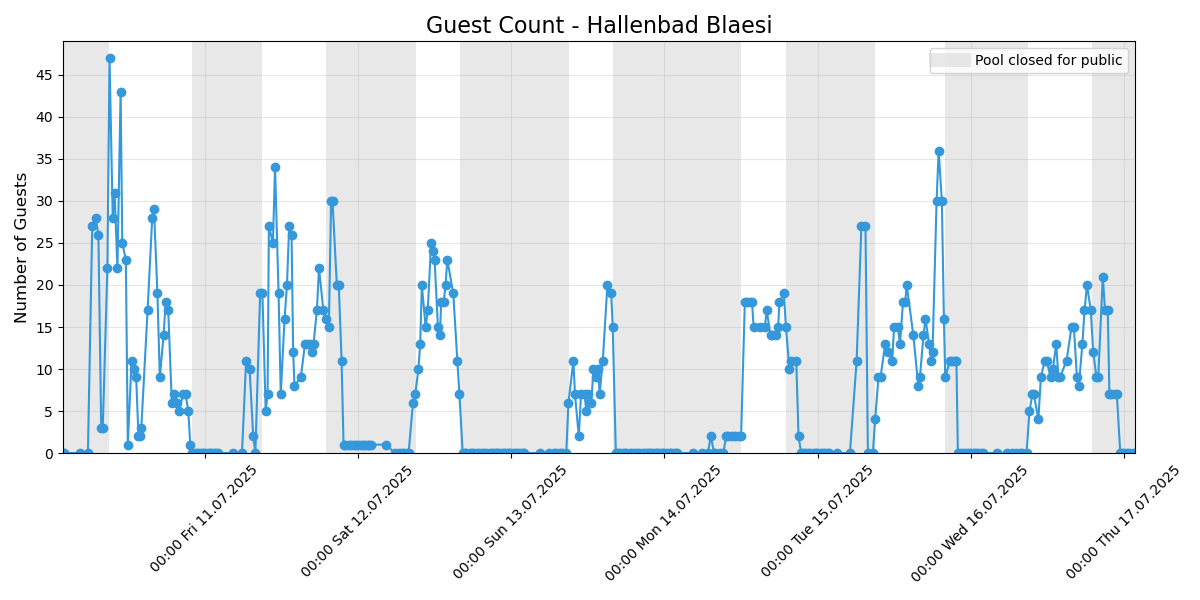 Guest Count - Hallenbad Blaesi
Pool closed for public
Number of Guests
45
40
35
30
25
20
15
10
5
0
00:00 Fri 11.07.2025
00:00 Sat 12.07.2025
00:00 Sun 13.07.2025
00:00 Mon 14.07.2025
00:00 Tue 15.07.2025
00:00 Wed 16.07.2025
00:00 Thu 17.07.2025